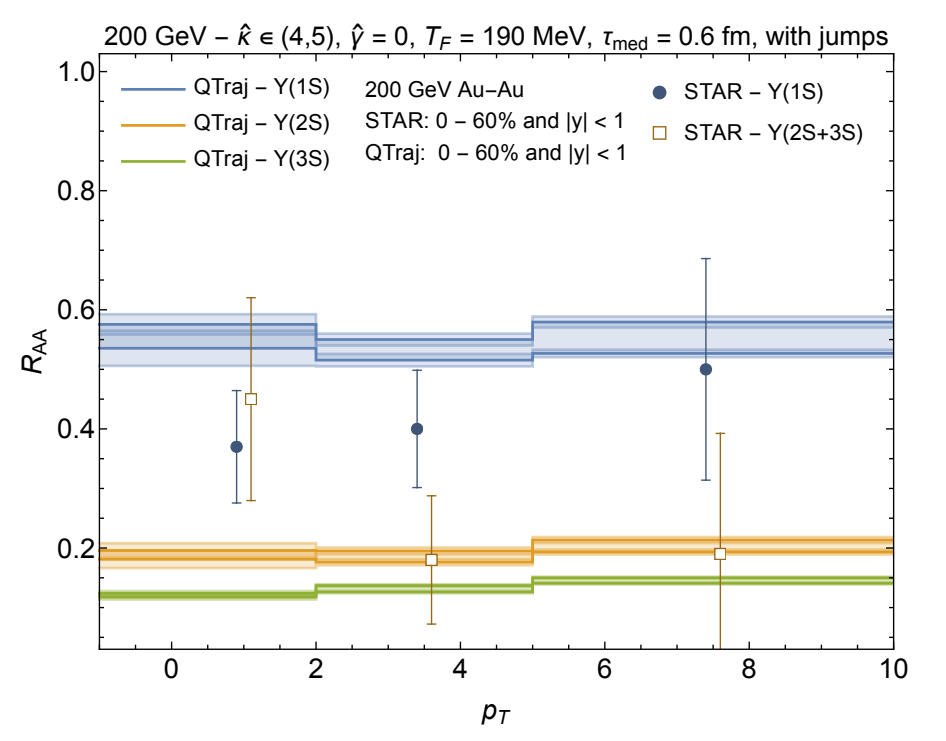 200 GeV – κ̂ ∈ (4,5), γ̂ = 0, T_F = 190 MeV, τ_med = 0.6 fm, with jumps
QTraj – Υ(1S)
QTraj – Υ(2S)
QTraj – Υ(3S)
200 GeV Au–Au
STAR: 0 – 60% and |y| < 1
QTraj: 0 – 60% and |y| < 1
STAR – Υ(1S)
STAR – Υ(2S+3S)
1.0
0.8
0.6
0.4
0.2
R_AA
0 2 4 6 8 10
p_T